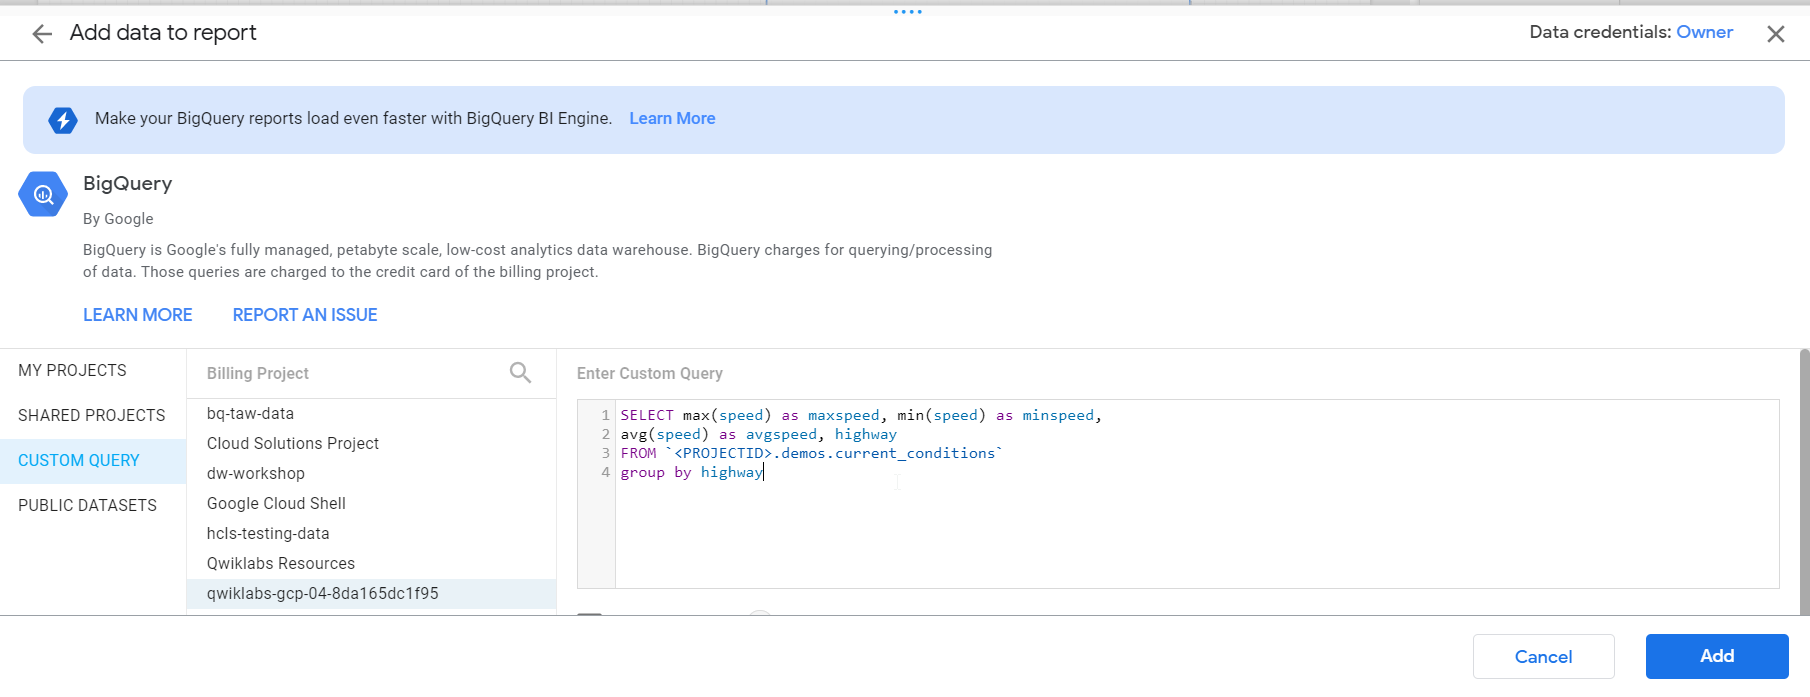 Add data to report
Data credentials: Owner
Make your BigQuery reports load even faster with BigQuery BI Engine. Learn More
BigQuery
By Google
BigQuery is Google's fully managed, petabyte scale, low-cost analytics data warehouse. BigQuery charges for querying/processing
of data. Those queries are charged to the credit card of the billing project.
LEARN MORE REPORT AN ISSUE
MY PROJECTS
SHARED PROJECTS
CUSTOM QUERY
PUBLIC DATASETS
Billing Project
bq-taw-data
Cloud Solutions Project
dw-workshop
Google Cloud Shell
hcls-testing-data
Qwiklabs Resources
qwiklabs-gcp-04-8da165dc1f95
Enter Custom Query
1 SELECT max(speed) as maxspeed, min(speed) as minspeed,
2 avg(speed) as avgspeed, highway
3 FROM `<PROJECTID>.demos.current_conditions`
4 group by highway
Cancel
Add